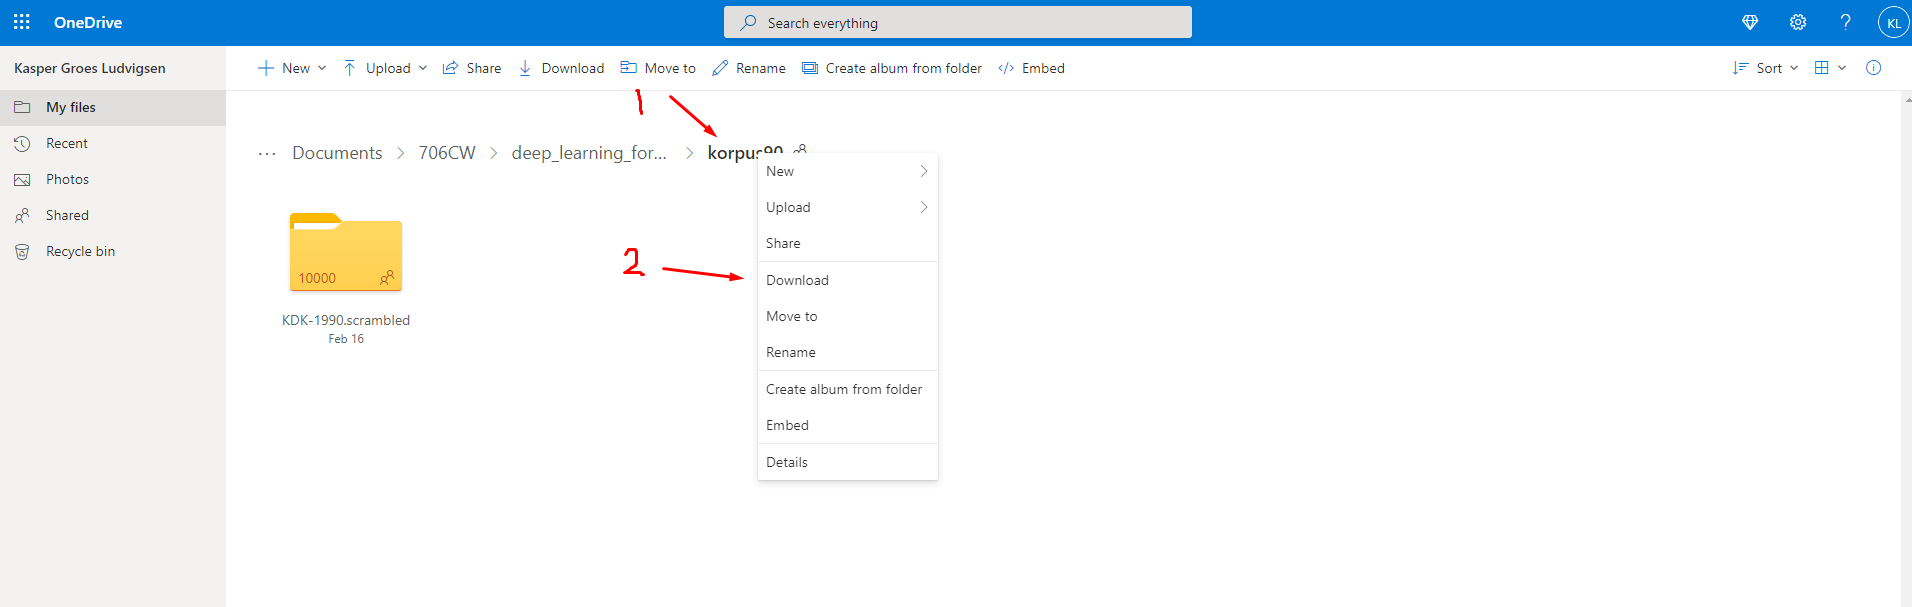 OneDrive
Search everything
KL
Kasper Groes Ludvigsen
New Upload Share Download Move to Rename Create album from folder Embed
Sort
My files
Recent
Photos
Shared
Recycle bin
1
... Documents > 706CW > deep_learning_for... > korpus90
10000
KDK-1990.scrambled
Feb 16
New
Upload
Share
2
Download
Move to
Rename
Create album from folder
Embed
Details